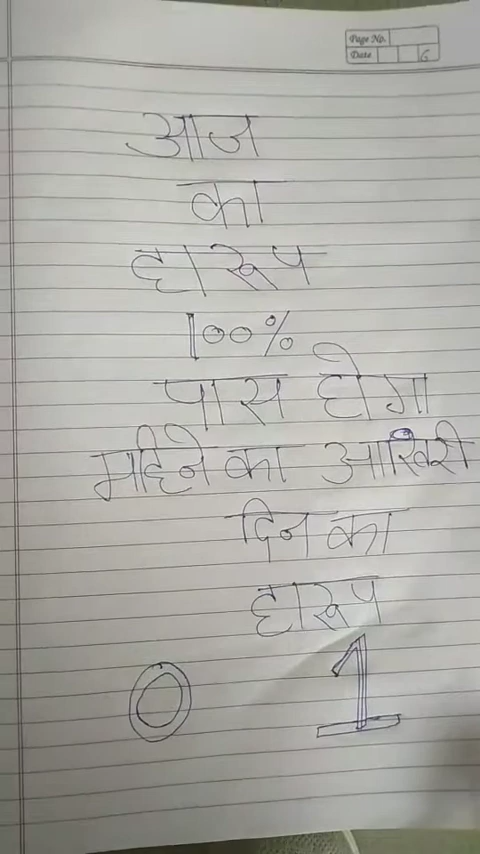 Page No.
Date 6
आज
का
हारूप
100%
पास होगा
महिने का आखिरी
दिन का
हारूप
0 1